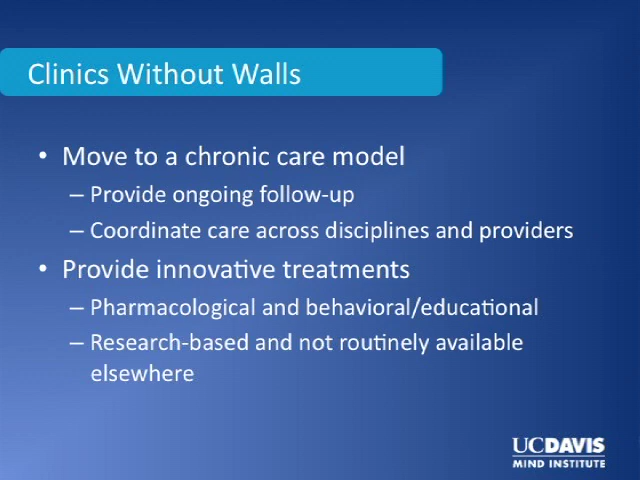 Clinics Without Walls
• Move to a chronic care model
– Provide ongoing follow-up
– Coordinate care across disciplines and providers
• Provide innovative treatments
– Pharmacological and behavioral/educational
– Research-based and not routinely available
elsewhere
UCDAVIS
MIND INSTITUTE